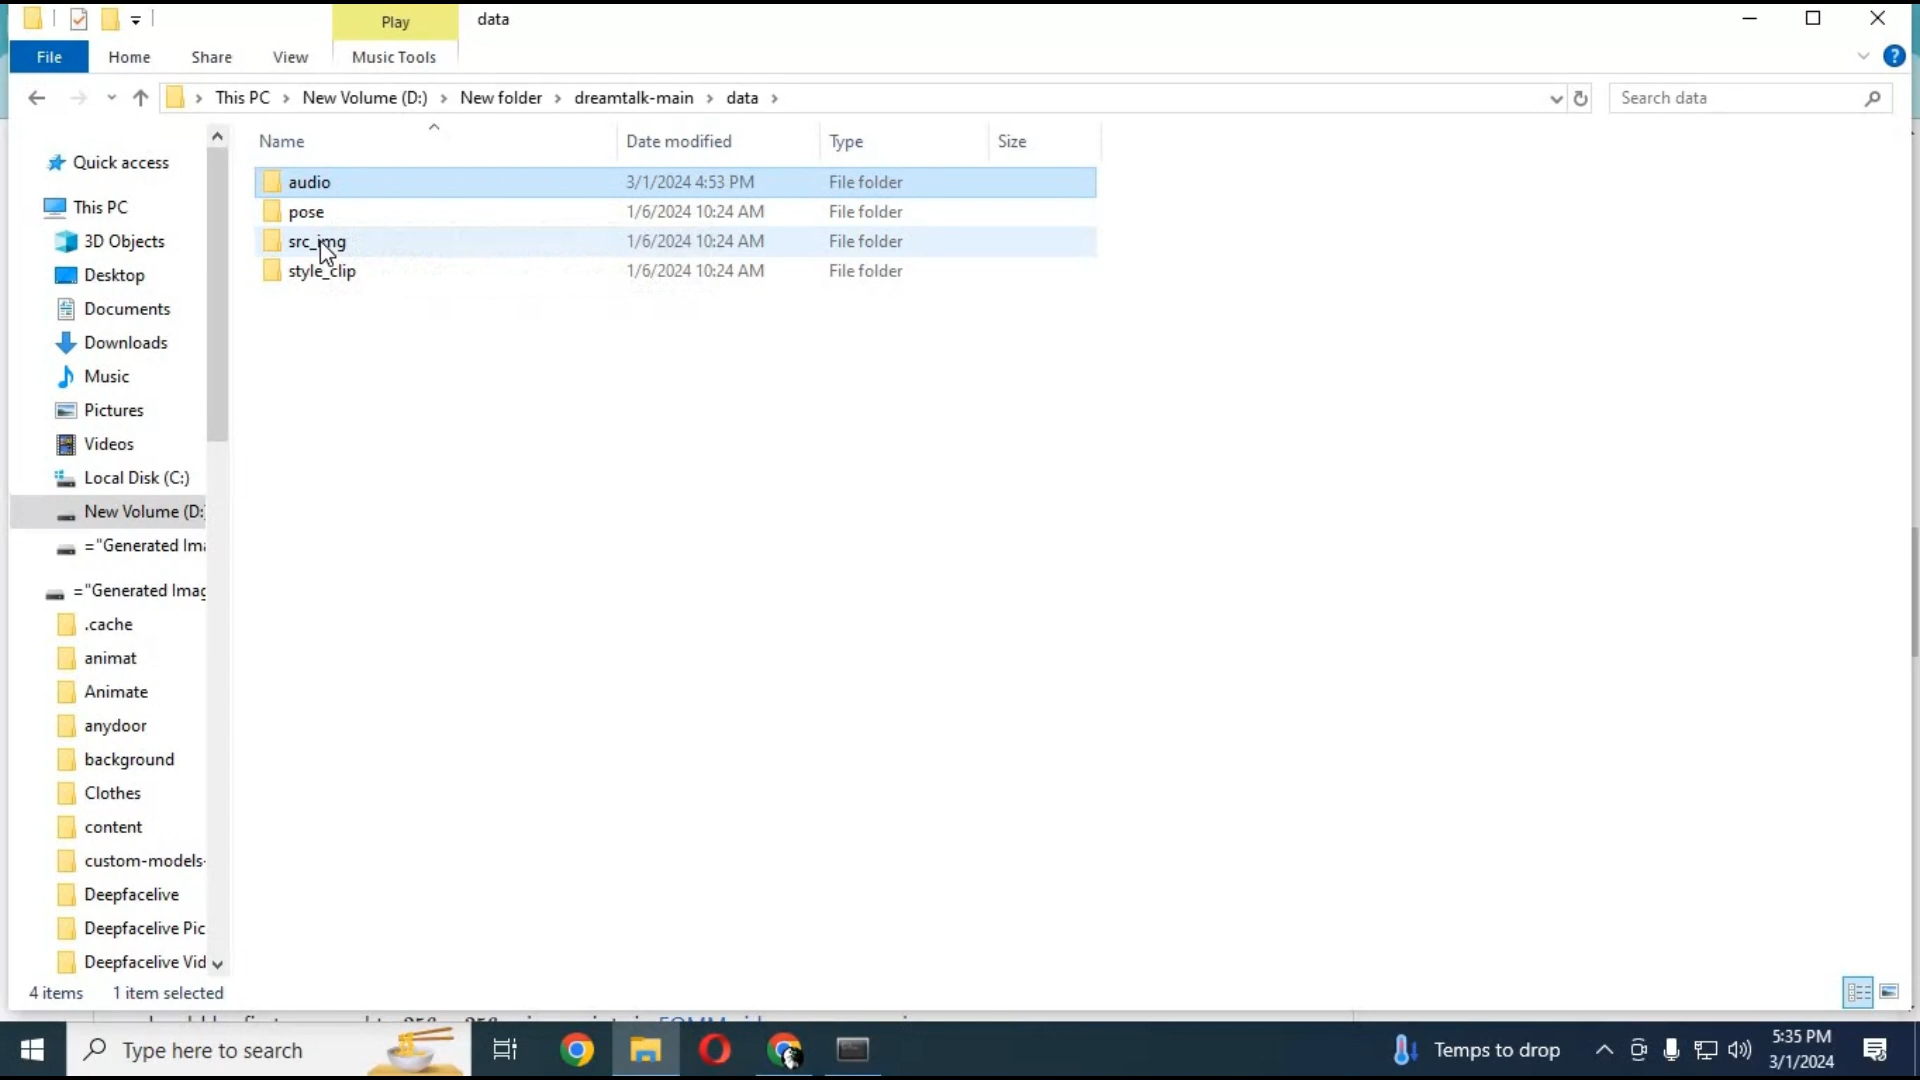 Play
data
File
Home
Share
View
Music Tools
This PC
New Volume (D:)
New folder
dreamtalk-main
data
Search data
Name
Date modified
Type
Size
audio 3/1/2024 4:53 PM File folder
pose 1/6/2024 10:24 AM File folder
src_img 1/6/2024 10:24 AM File folder
style_clip 1/6/2024 10:24 AM File folder
Quick access
This PC
3D Objects
Desktop
Documents
Downloads
Music
Pictures
Videos
Local Disk (C:)
New Volume (D:
="Generated Ima
="Generated Imag
.cache
animat
Animate
anydoor
background
Clothes
content
custom-models-
Deepfacelive
Deepfacelive Pic
Deepfacelive Vid
4 items
1 item selected
Type here to search
Temps to drop
5:35 PM
3/1/2024